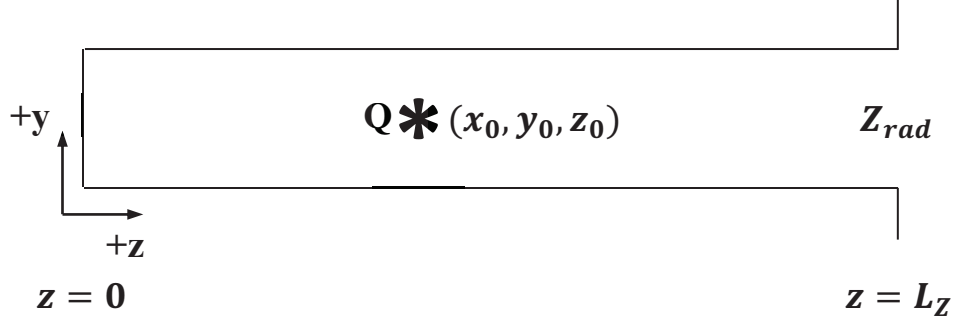 +y
Q * (x₀, y₀, z₀)
Z_rad
+z
z = 0
z = L_Z